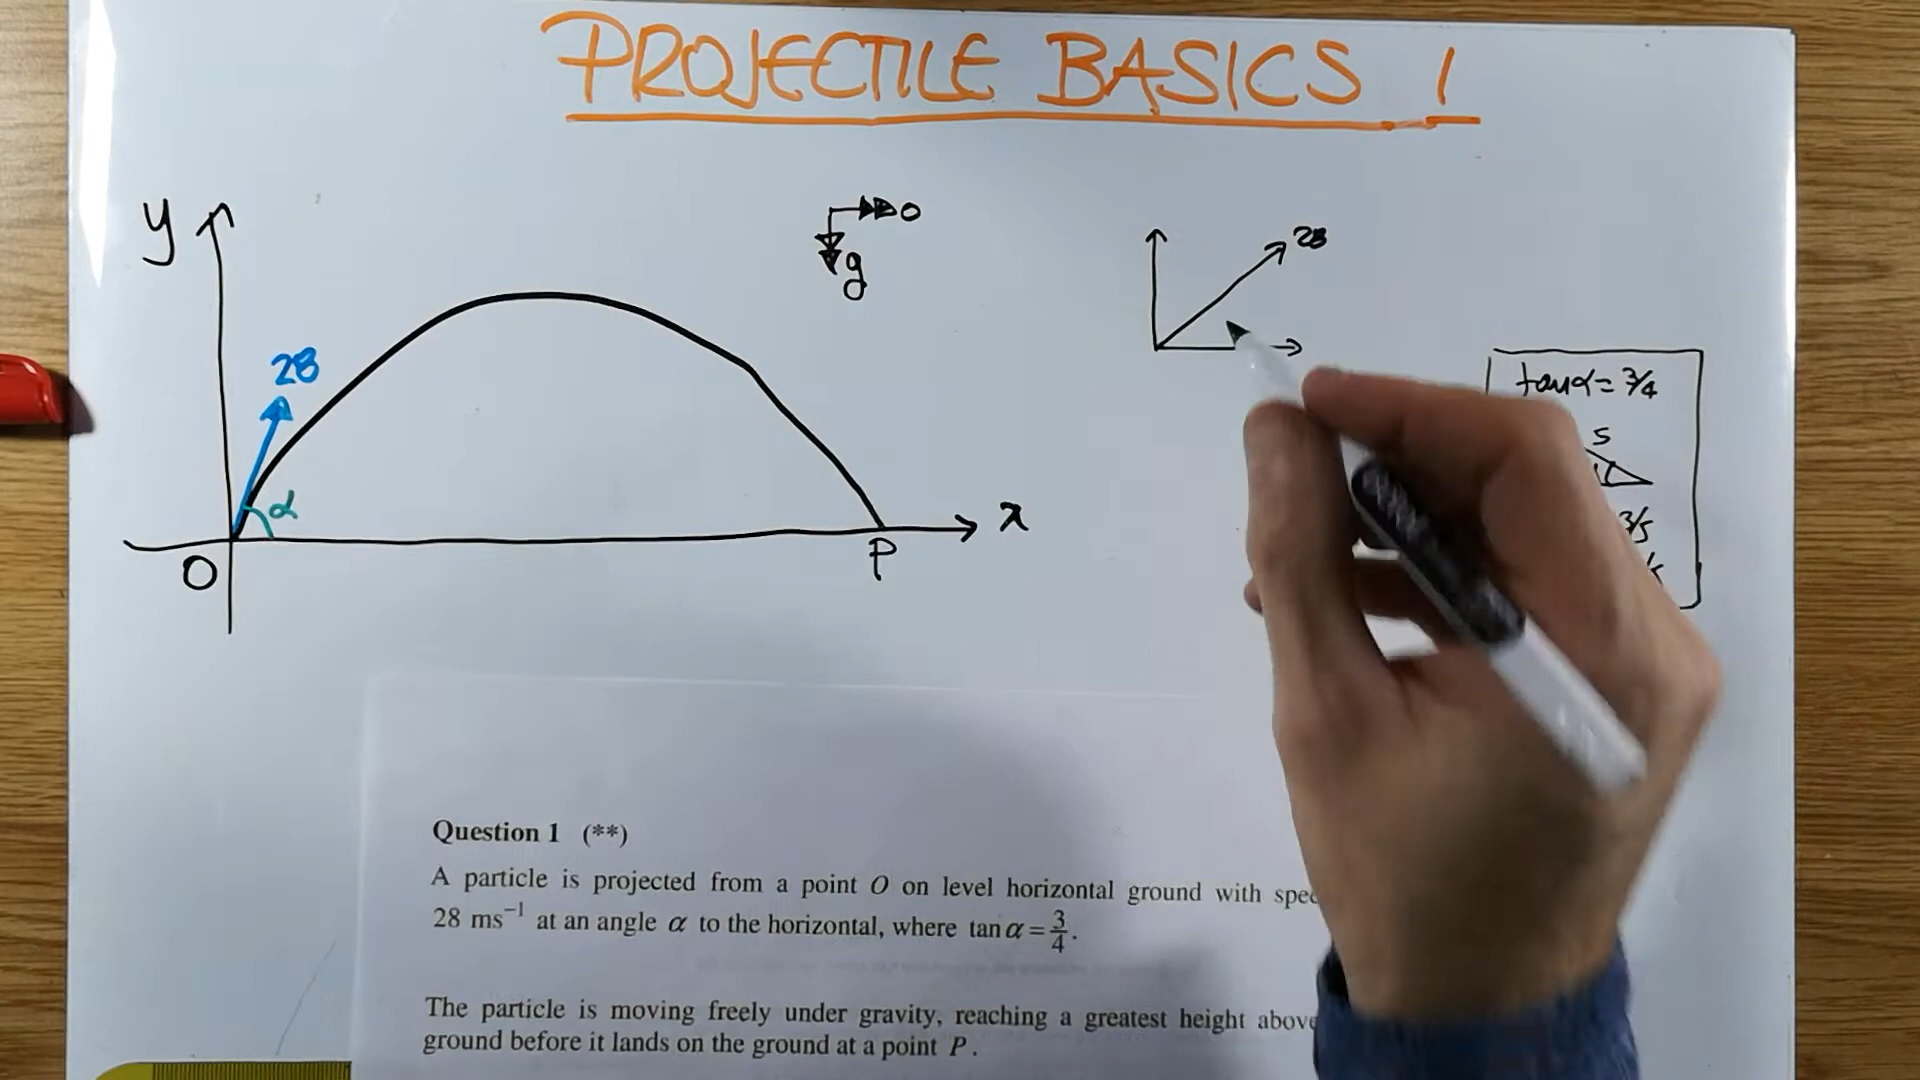 PROJECTILE BASICS 1
y
0
g
28
28
tanα = 3/4
5
α
3/5
x
O
P
Question 1 (**)
A particle is projected from a point O on level horizontal ground with
28 ms⁻¹ at an angle α to the horizontal, where tan α = 3/4.
The particle is moving freely under gravity, reaching a greatest height above
ground before it lands on the ground at a point P.